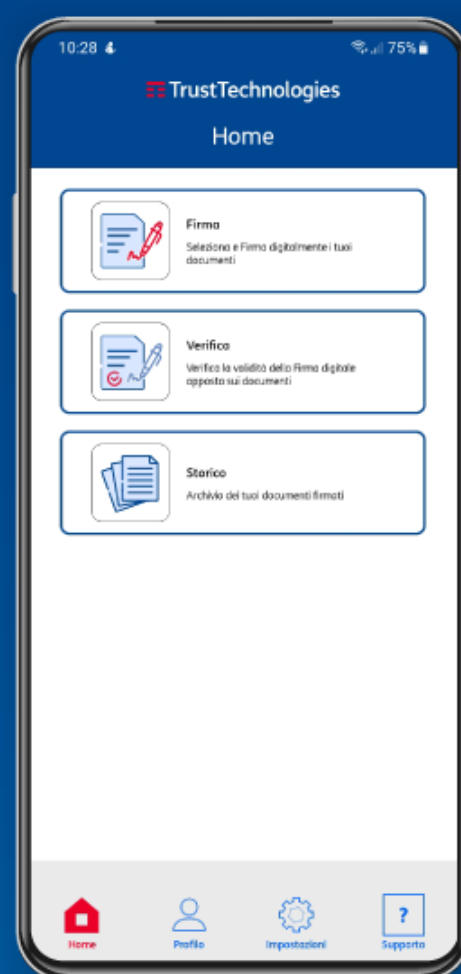 10:28
75%
TrustTechnologies
Home
Firma
Seleziona e Firma digitalmente i tuoi
documenti
Verifica
Verifica la validità della Firma digitale
apposta sui documenti
Storico
Archivio dei tuoi documenti firmati
Home
Profilo
Impostazioni
?
Supporto